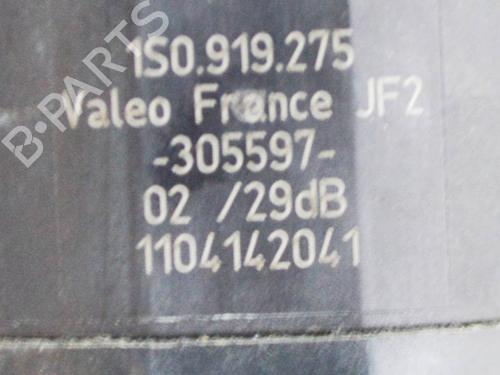 1S0.919.275
Valeo France JF2
-305597-
02 /29dB
1104142041
B-PARTS